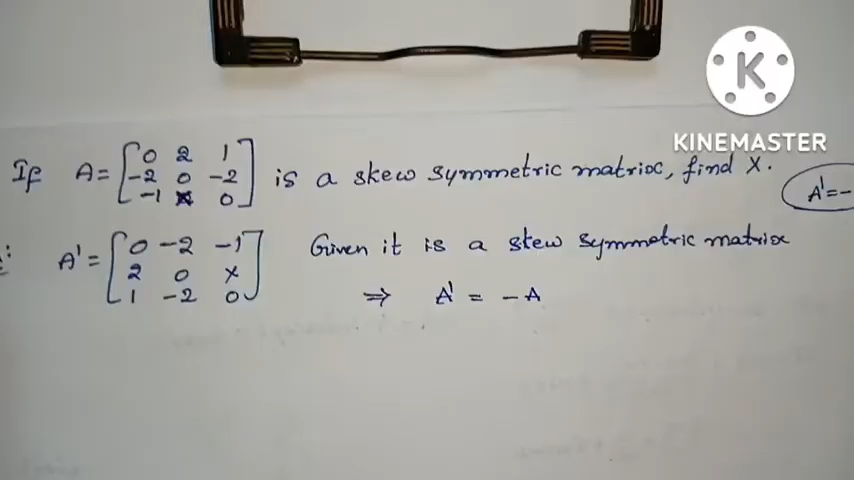 KINEMASTER
If A = [0 2 1
-2 0 -2
-1 x 0] is a skew symmetric matrix, find x.
A' = -
A' = [0 -2 -1
2 0 x
1 -2 0] Given it is a skew symmetric matrix
⇒ A' = - A